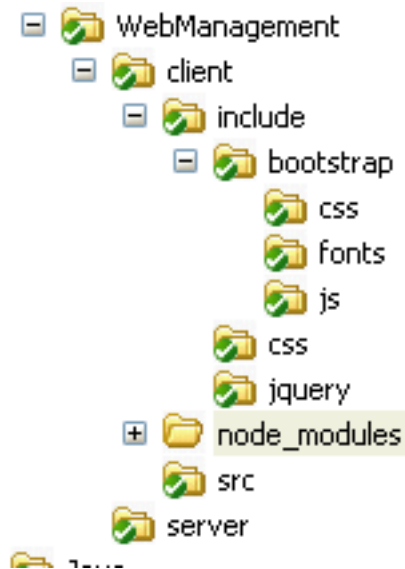 WebManagement
client
include
bootstrap
css
fonts
js
css
jquery
node_modules
src
server